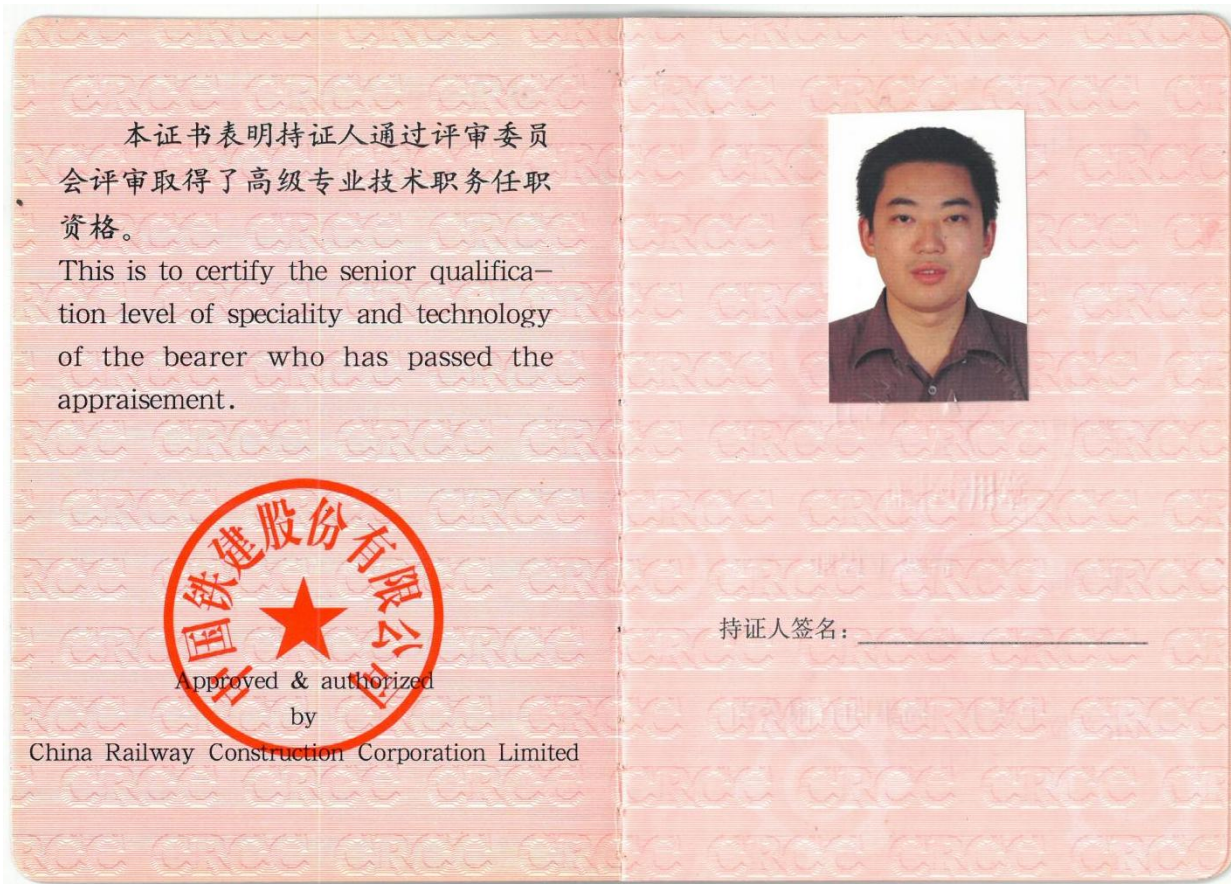 本证书表明持证人通过评审委员
会评审取得了高级专业技术职务任职
资格。
This is to certify the senior qualifica—
tion level of speciality and technology
of the bearer who has passed the
appraisement.
中国铁建股份有限公司
Approved & authorized
by
China Railway Construction Corporation Limited
持证人签名：
CRCC